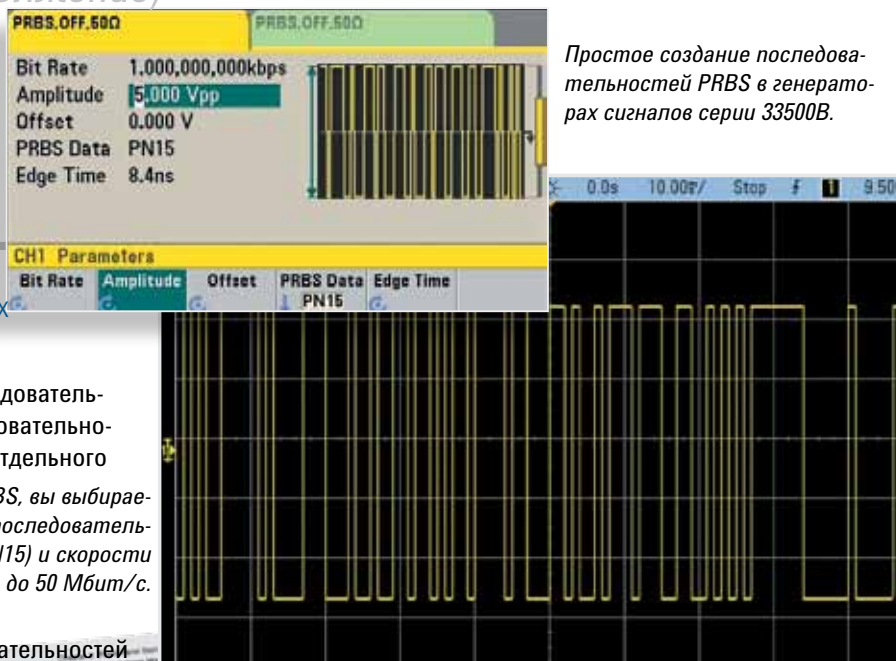 PRBS,OFF,50Ω PRBS,OFF,50Ω
Bit Rate 1.000,000,000kbps
Amplitude 5.000 Vpp
Offset 0.000 V
PRBS Data PN15
Edge Time 8.4ns
CH1 Parameters
Bit Rate Amplitude Offset PRBS Data Edge Time
PN15
Простое создание последова-
тельностей PRBS в генерато-
рах сигналов серии 33500B.
0.0s 10.00 Stop 1 9.50
х
дователь-
овательно-
тдельного
BS, вы выбирае-
последователь-
N15) и скорости
до 50 Мбит/с.
ательностей